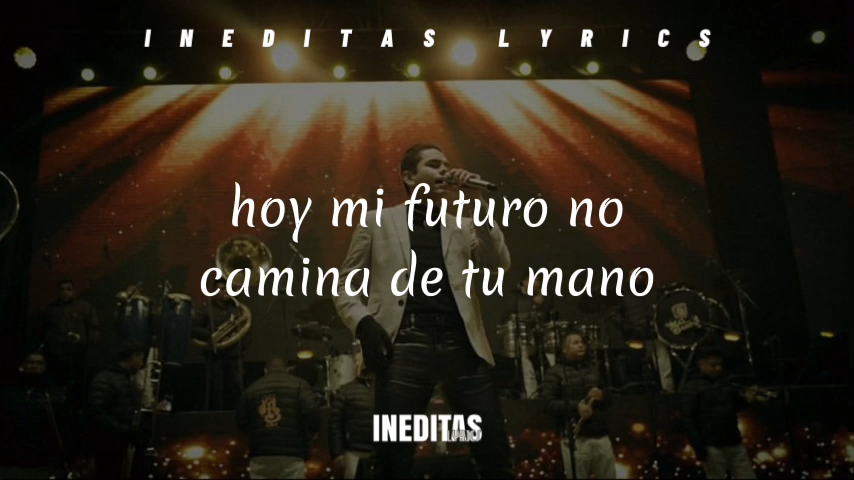 INEDITAS LYRICS
hoy mi futuro no
camina de tu mano
INEDITAS